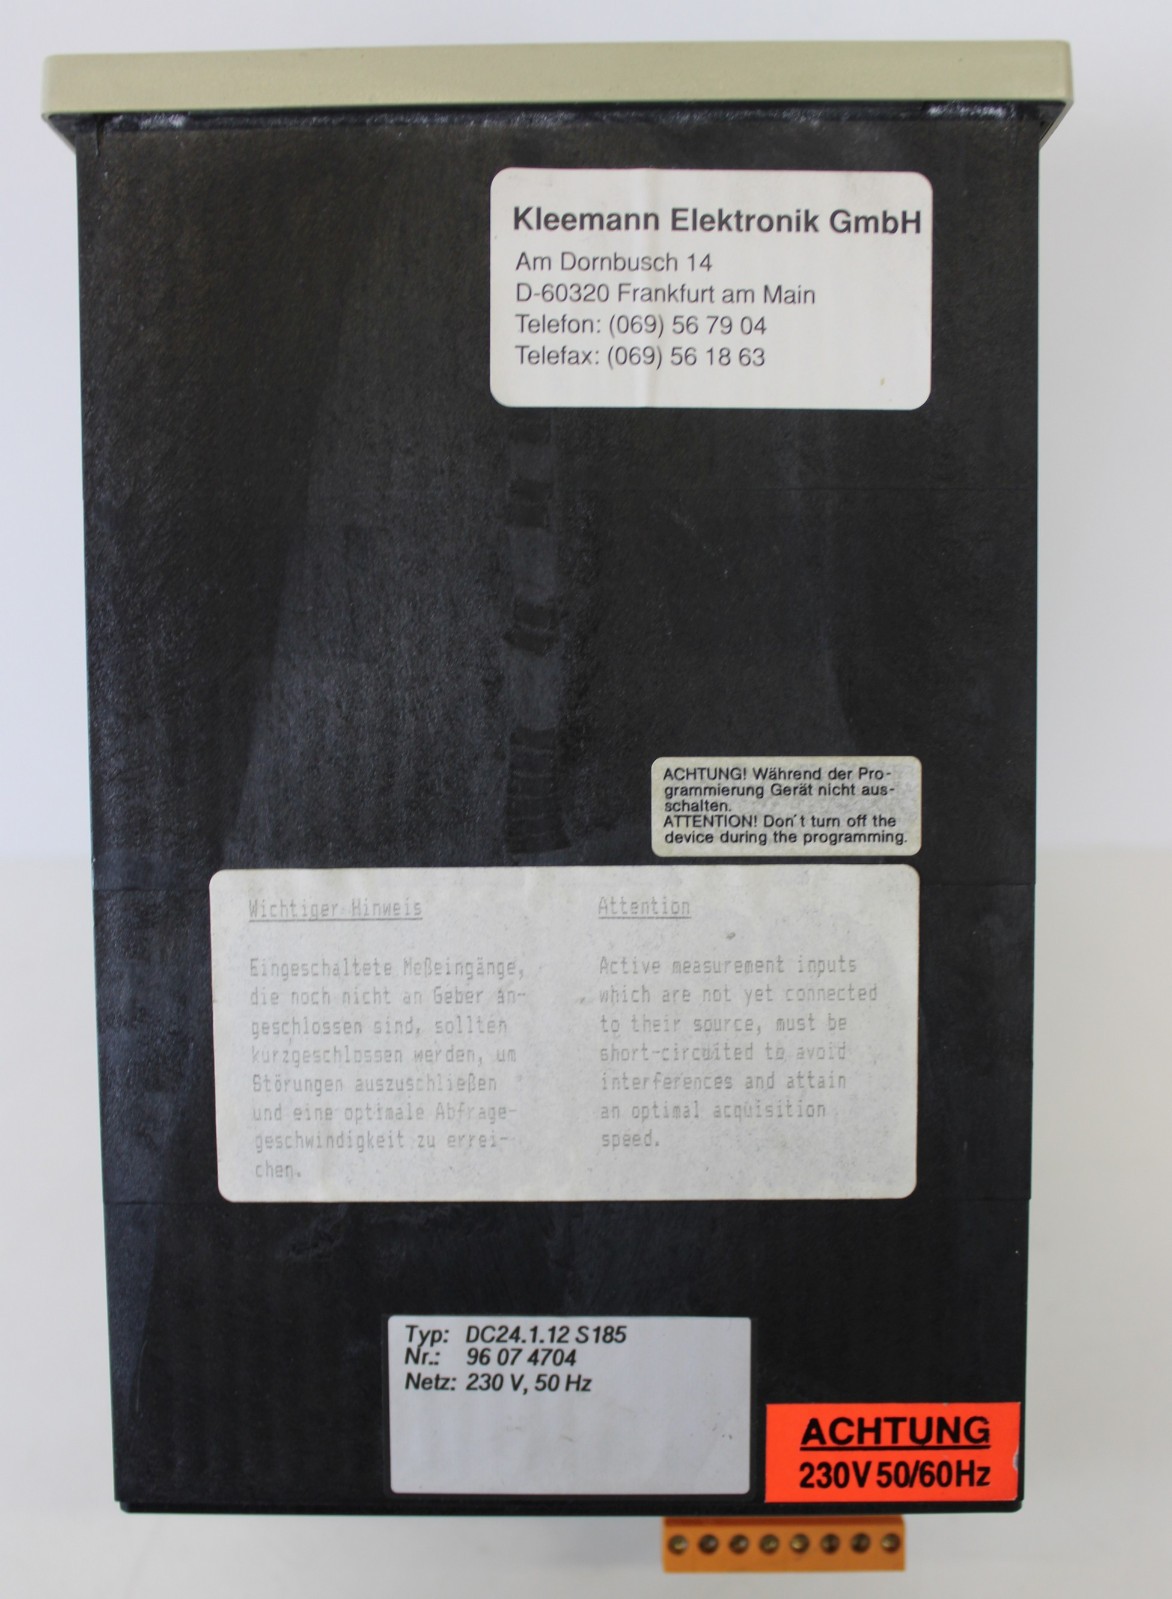 Kleemann Elektronik GmbH
Am Dornbusch 14
D-60320 Frankfurt am Main
Telefon: (069) 56 79 04
Telefax: (069) 56 18 63
ACHTUNG! Während der Pro-
grammierung Gerät nicht aus-
schalten.
ATTENTION! Don't turn off the
device during the programming.
Wichtiger Hinweis
Eingeschaltete Meßeingänge,
die noch nicht an Geber an-
geschlossen sind, sollten
kurzgeschlossen werden, um
Störungen auszuschließen
und eine optimale Abfrage-
geschwindigkeit zu errei-
chen.
Attention
Active measurement inputs
which are not yet connected
to their source, must be
short-circuited to avoid
interferences and attain
an optimal acquisition
speed.
Typ: DC24.1.12 S185
Nr.: 96 07 4704
Netz: 230 V, 50 Hz
ACHTUNG
230V 50/60Hz